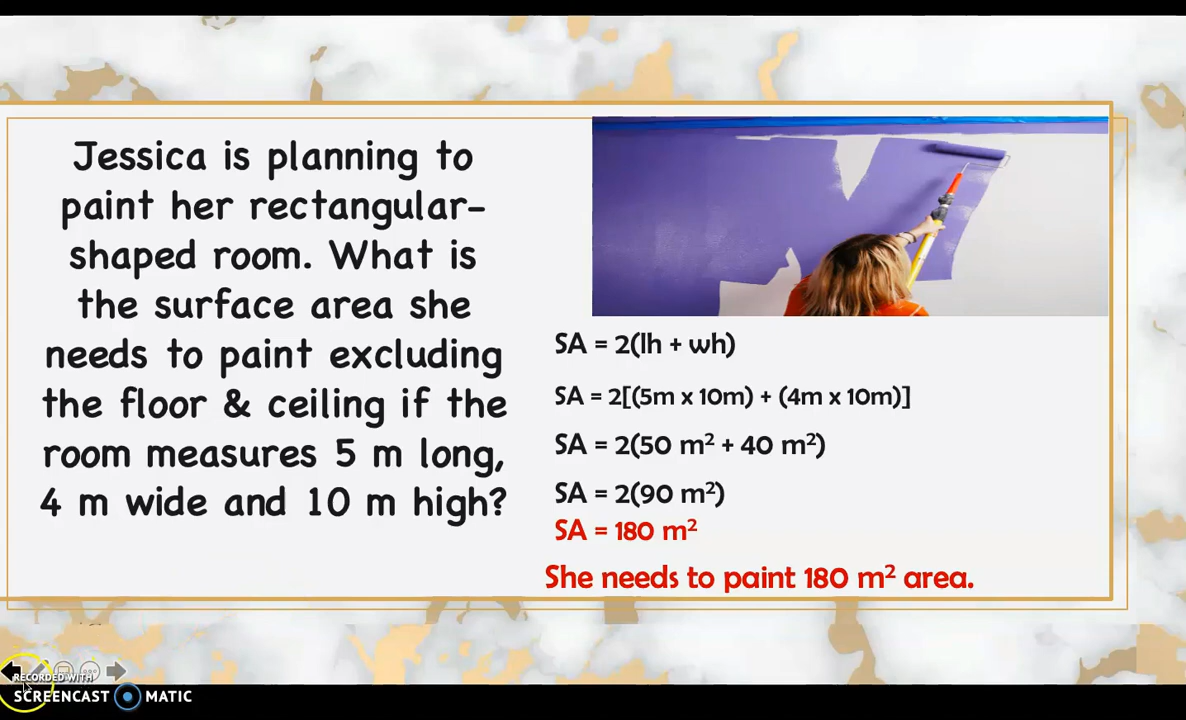 Jessica is planning to
paint her rectangular-
shaped room. What is
the surface area she
needs to paint excluding
the floor & ceiling if the
room measures 5 m long,
4 m wide and 10 m high?
SA = 2(lh + wh)
SA = 2[(5m x 10m) + (4m x 10m)]
SA = 2(50 m² + 40 m²)
SA = 2(90 m²)
SA = 180 m²
She needs to paint 180 m² area.
RECORDED WITH
SCREENCAST MATIC